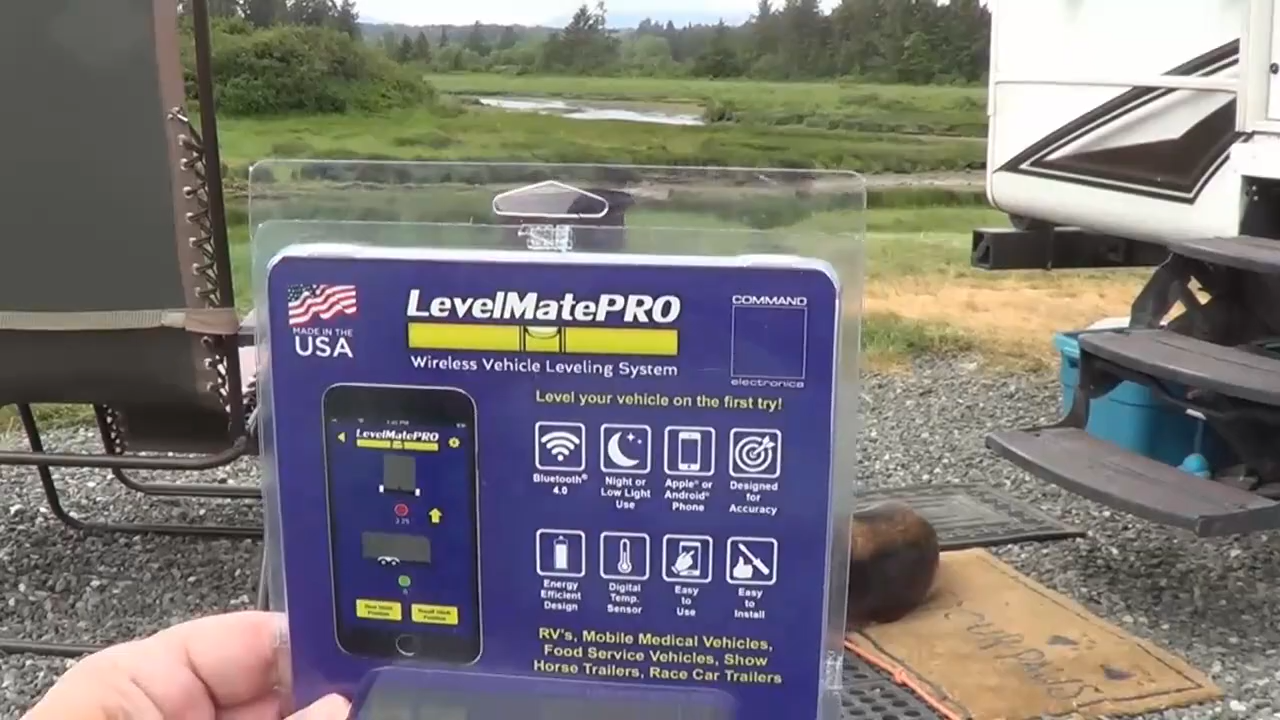 MADE IN THE
USA
LevelMatePRO
Wireless Vehicle Leveling System
COMMAND
electronics
Level your vehicle on the first try!
LevelMatePRO
2.25
Bluetooth®
4.0
Night or
Low Light
Use
Apple® or
Android®
Phone
Designed
for
Accuracy
Energy
Efficient
Design
Digital
Temp.
Sensor
Easy
to
Use
Easy
to
Install
RV's, Mobile Medical Vehicles,
Food Service Vehicles, Show
Horse Trailers, Race Car Trailers